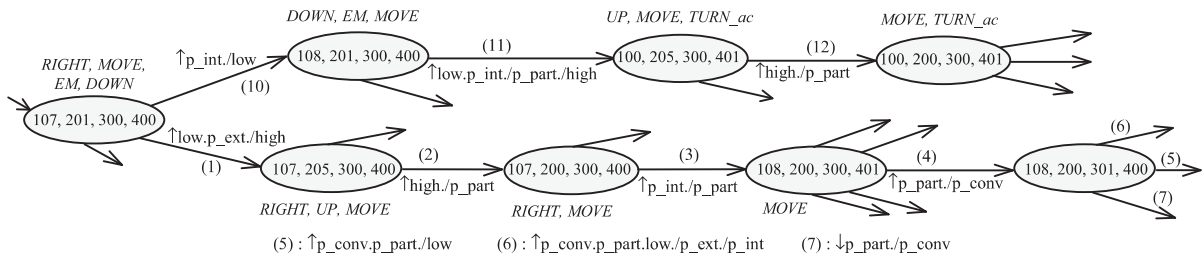 DOWN, EM, MOVE
UP, MOVE, TURN_ac
MOVE, TURN_ac
RIGHT, MOVE,
EM, DOWN
↑p_int./low
(10)
108, 201, 300, 400
(11)
↑low.p_int./p_part./high
100, 205, 300, 401
(12)
↑high./p_part
100, 200, 300, 401
107, 201, 300, 400
↑low.p_ext./high
(1)
107, 205, 300, 400
RIGHT, UP, MOVE
(2)
↑high./p_part
107, 200, 300, 400
RIGHT, MOVE
(3)
↑p_int./p_part
108, 200, 300, 401
MOVE
(4)
↑p_part./p_conv
108, 200, 301, 400
(6)
(5)
(7)
(5) : ↑p_conv.p_part./low
(6) : ↑p_conv.p_part.low./p_ext./p_int
(7) : ↓p_part./p_conv